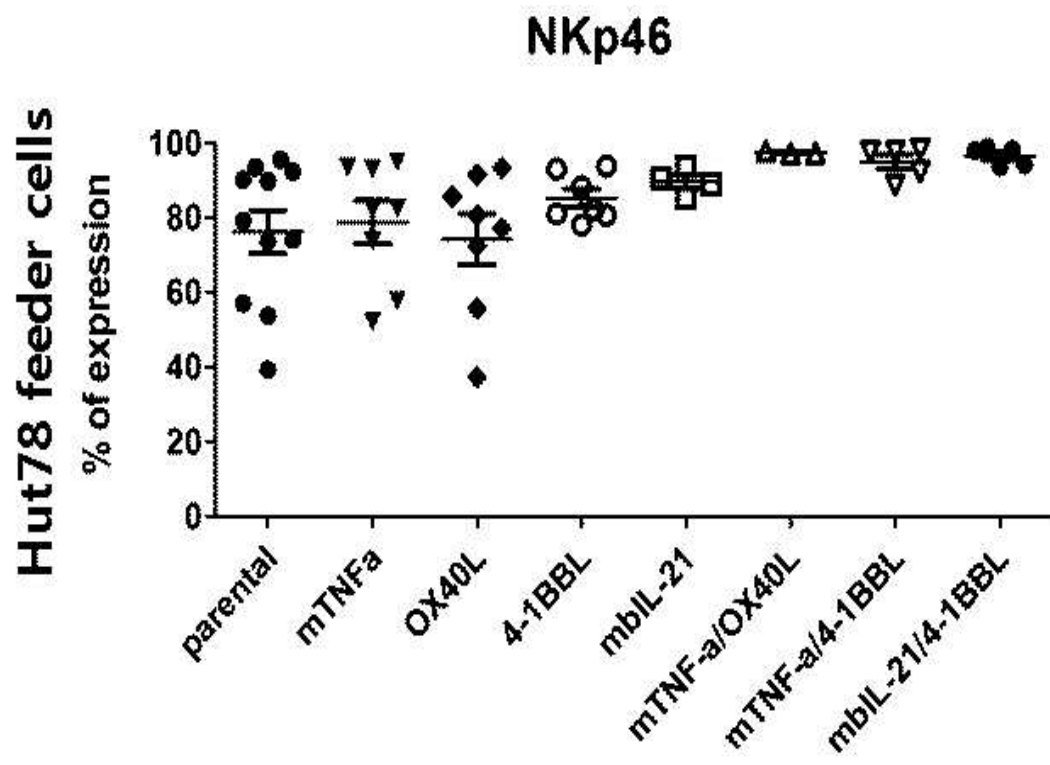 NKp46
Hut78 feeder cells
% of expression
100
80
60
40
20
0
parental
mTNFa
OX40L
4-1BBL
mbIL-21
mTNF-a/OX40L
mTNF-a/4-1BBL
mbIL-21/4-1BBL